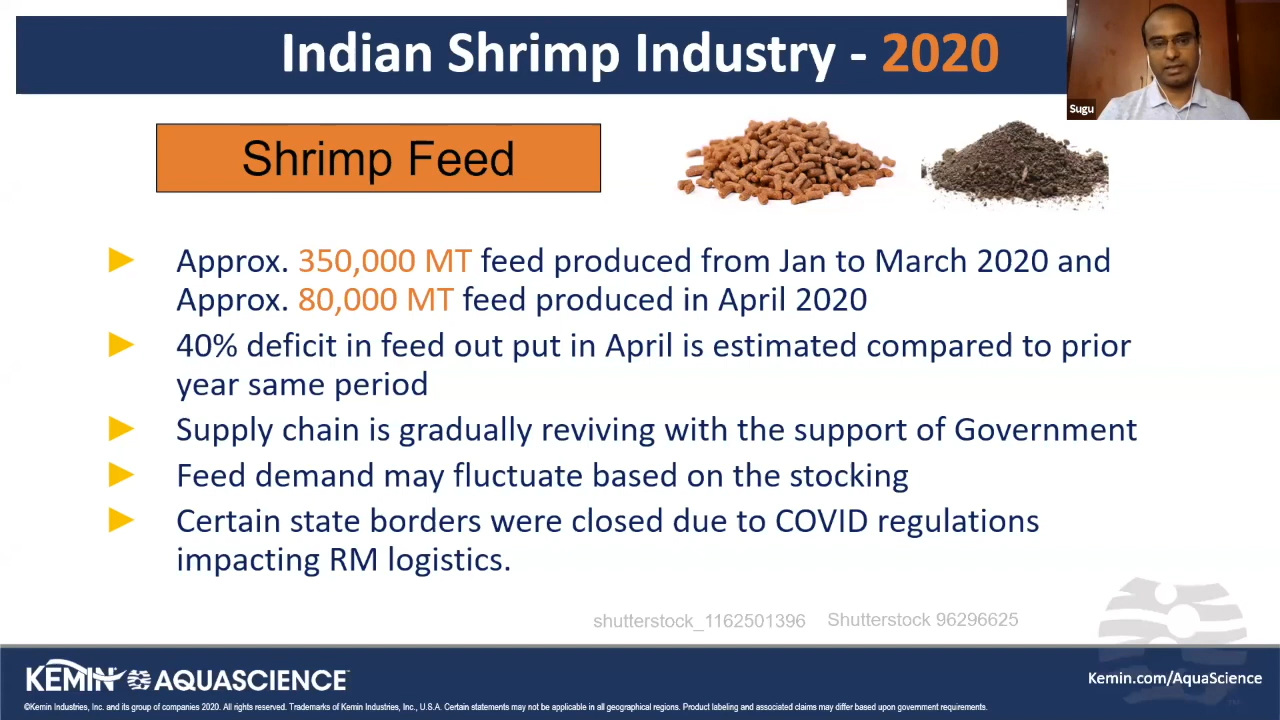 Indian Shrimp Industry - 2020
Sugu
Shrimp Feed
Approx. 350,000 MT feed produced from Jan to March 2020 and
Approx. 80,000 MT feed produced in April 2020
40% deficit in feed out put in April is estimated compared to prior
year same period
Supply chain is gradually reviving with the support of Government
Feed demand may fluctuate based on the stocking
Certain state borders were closed due to COVID regulations
impacting RM logistics.
shutterstock_1162501396 Shutterstock 96296625
KEMIN AQUASCIENCE™
Kemin.com/AquaScience
©Kemin Industries, Inc. and its group of companies 2020. All rights reserved. Trademarks of Kemin Industries, Inc., U.S.A. Certain statements may not be applicable in all geographical regions. Product labeling and associated claims may differ based upon government requirements.